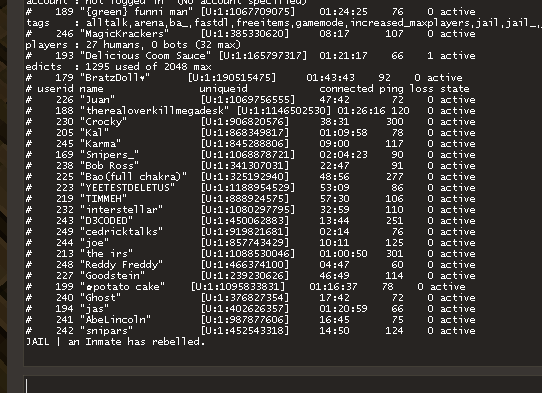 account : not logged in (No account specified)
# 189 "{green} funni man" [U:1:1067709075] 01:24:25 76 0 active
tags : alltalk,arena,ba_,fastdl,freeitems,gamemode,increased_maxplayers,jail,jail_,
# 246 "MagicKrackers" [U:1:385330620] 08:17 107 0 active
players : 27 humans, 0 bots (32 max)
# 193 "Delicious Coom Sauce" [U:1:165797317] 01:21:17 66 1 active
edicts : 1295 used of 2048 max
# 179 "BratzDoll♥" [U:1:190515475] 01:43:43 92 0 active
# userid name uniqueid connected ping loss state
# 226 "Juan" [U:1:1069756555] 47:42 72 0 active
# 188 "therealoverkillmegadesk" [U:1:1146502530] 01:26:16 120 0 active
# 230 "Crocky" [U:1:906820576] 38:31 300 0 active
# 205 "Kal" [U:1:868349817] 01:09:58 78 0 active
# 245 "Karma" [U:1:845288806] 09:00 117 0 active
# 169 "Snipers_" [U:1:1068878721] 02:04:23 90 0 active
# 238 "Bob Ross" [U:1:341307031] 22:47 91 0 active
# 225 "Bao(full chakra)" [U:1:325192940] 48:56 277 0 active
# 223 "YEETESTDELETUS" [U:1:1188954529] 53:09 86 0 active
# 219 "TIMMEH" [U:1:888924575] 57:30 106 0 active
# 232 "interstellar" [U:1:1080297795] 32:59 110 0 active
# 243 "D3C0DED" [U:1:450062883] 13:44 251 0 active
# 249 "cedricktalks" [U:1:919821681] 02:14 76 0 active
# 244 "joe" [U:1:857743429] 10:11 125 0 active
# 213 "the irs" [U:1:1088530046] 01:00:50 301 0 active
# 248 "Reddy Freddy" [U:1:466374100] 04:47 60 0 active
# 227 "Goodstein" [U:1:239230626] 46:49 114 0 active
# 199 "potato cake" [U:1:1095833831] 01:16:37 78 0 active
# 240 "Ghost" [U:1:376827354] 17:42 72 0 active
# 194 "jas" [U:1:402626357] 01:20:59 66 0 active
# 241 "AbeLincoln" [U:1:987877606] 16:45 75 0 active
# 242 "snipars" [U:1:452543318] 14:50 124 0 active
JAIL | an Inmate has rebelled.